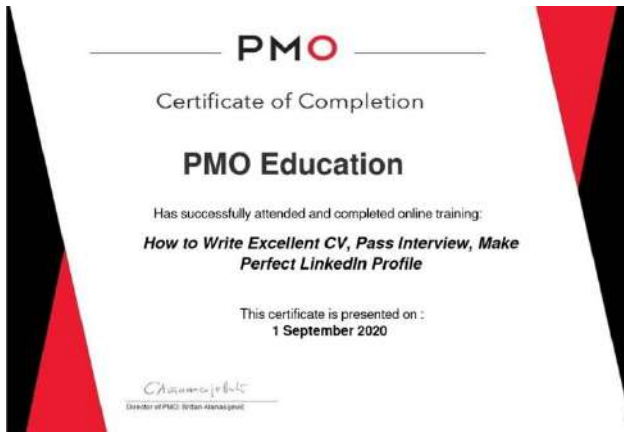 PMO
Certificate of Completion
PMO Education
Has successfully attended and completed online training:
How to Write Excellent CV, Pass Interview, Make
Perfect LinkedIn Profile
This certificate is presented on :
1 September 2020
Director of PMO: